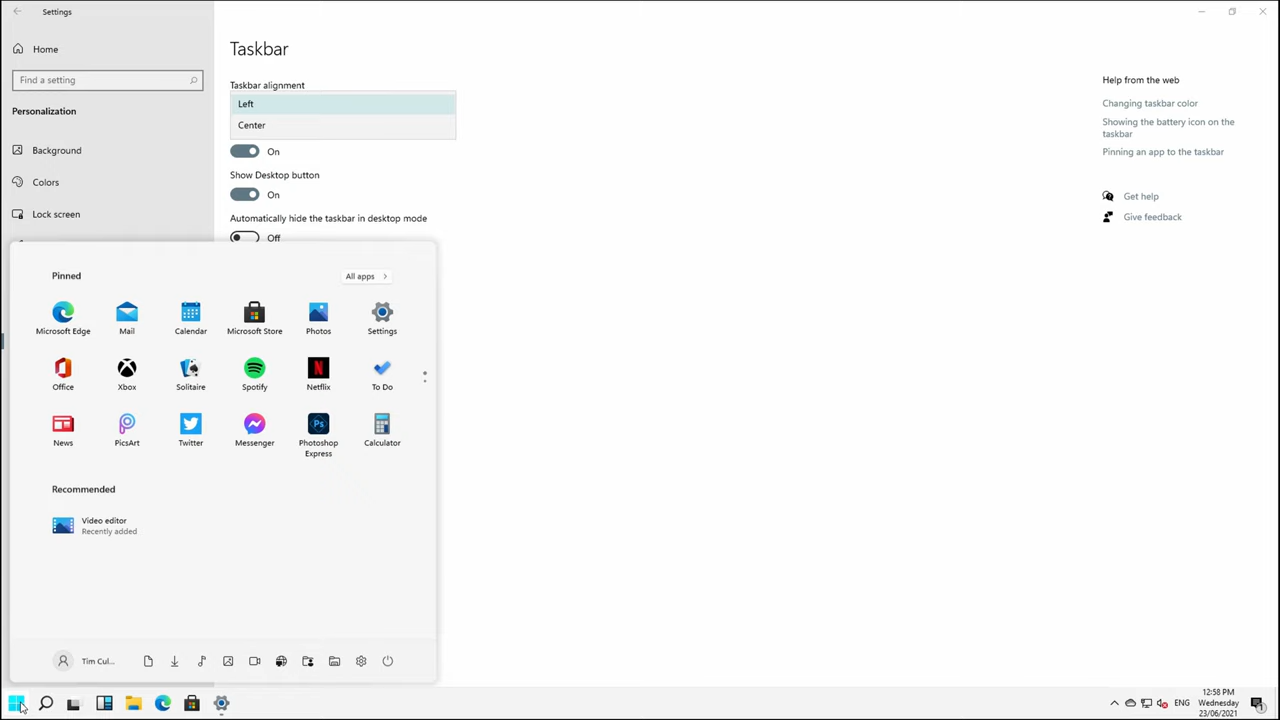 Settings
Home
Find a setting
Personalization
Background
Colors
Lock screen
Taskbar
Taskbar alignment
Left
Center
On
Show Desktop button
On
Automatically hide the taskbar in desktop mode
Off
Help from the web
Changing taskbar color
Showing the battery icon on the
taskbar
Pinning an app to the taskbar
Get help
Give feedback
Pinned
All apps
Microsoft Edge
Mail
Calendar
Microsoft Store
Photos
Settings
Office
Xbox
Solitaire
Spotify
Netflix
To Do
News
PicsArt
Twitter
Messenger
Photoshop
Express
Calculator
Recommended
Video editor
Recently added
Tim Cul...
ENG
12:58 PM
Wednesday
23/06/2021